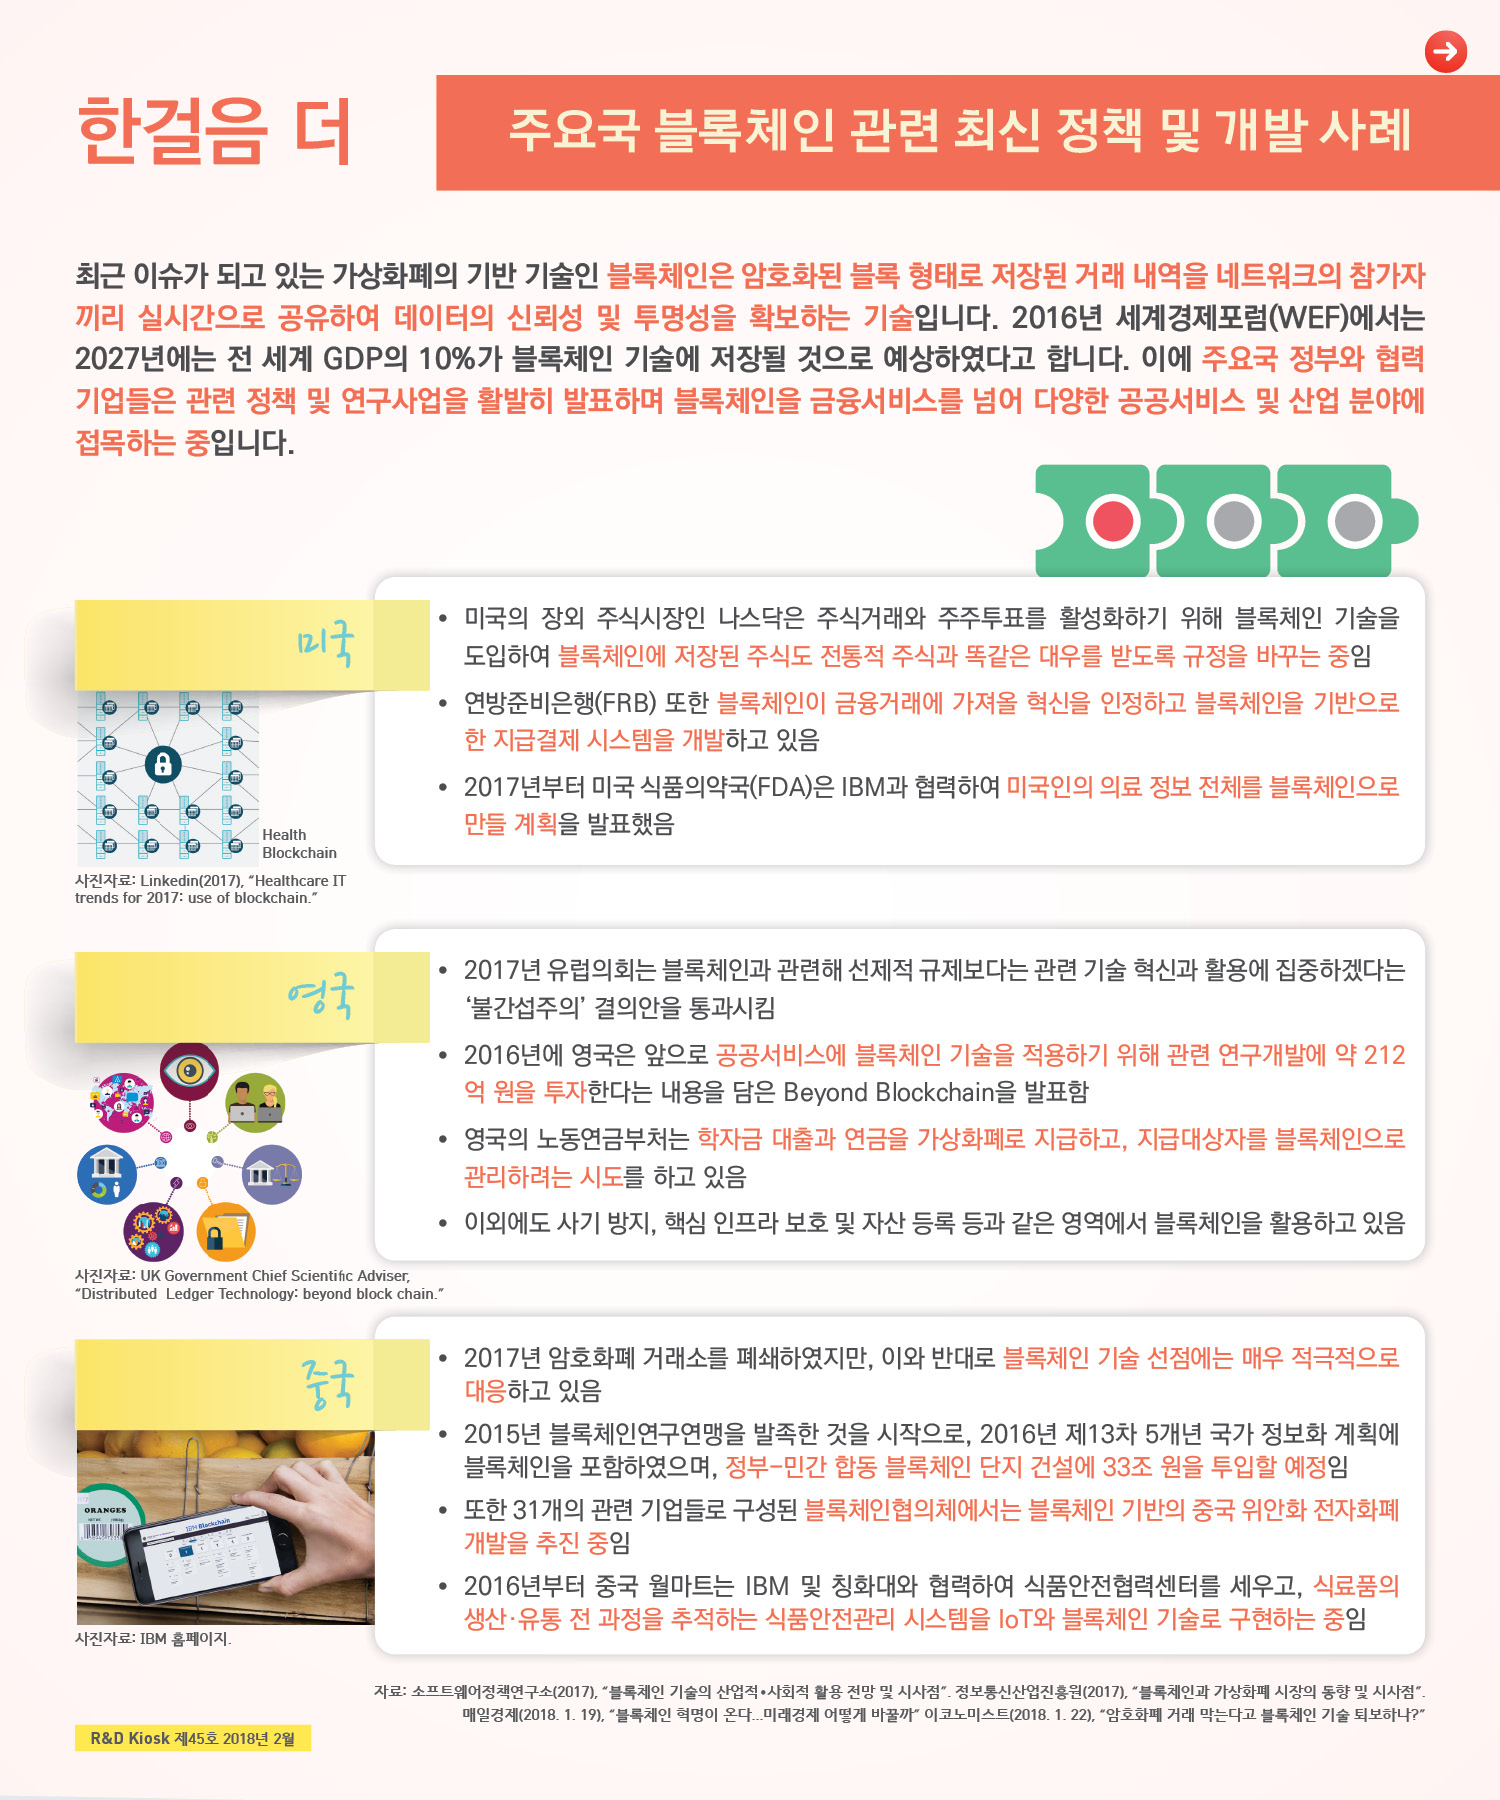 한걸음 더
주요국 블록체인 관련 최신 정책 및 개발 사례
최근 이슈가 되고 있는 가상화폐의 기반 기술인 블록체인은 암호화된 블록 형태로 저장된 거래 내역을 네트워크의 참가자
끼리 실시간으로 공유하여 데이터의 신뢰성 및 투명성을 확보하는 기술입니다. 2016년 세계경제포럼(WEF)에서는
2027년에는 전 세계 GDP의 10%가 블록체인 기술에 저장될 것으로 예상하였다고 합니다. 이에 주요국 정부와 협력
기업들은 관련 정책 및 연구사업을 활발히 발표하며 블록체인을 금융서비스를 넘어 다양한 공공서비스 및 산업 분야에
접목하는 중입니다.
미국
Health
Blockchain
사진자료: Linkedin(2017), “Healthcare IT
trends for 2017: use of blockchain.”
• 미국의 장외 주식시장인 나스닥은 주식거래와 주주투표를 활성화하기 위해 블록체인 기술을
도입하여 블록체인에 저장된 주식도 전통적 주식과 똑같은 대우를 받도록 규정을 바꾸는 중임
• 연방준비은행(FRB) 또한 블록체인이 금융거래에 가져올 혁신을 인정하고 블록체인을 기반으로
한 지급결제 시스템을 개발하고 있음
• 2017년부터 미국 식품의약국(FDA)은 IBM과 협력하여 미국인의 의료 정보 전체를 블록체인으로
만들 계획을 발표했음
영국
사진자료: UK Government Chief Scientific Adviser,
“Distributed Ledger Technology: beyond block chain.”
• 2017년 유럽의회는 블록체인과 관련해 선제적 규제보다는 관련 기술 혁신과 활용에 집중하겠다는
‘불간섭주의’ 결의안을 통과시킴
• 2016년에 영국은 앞으로 공공서비스에 블록체인 기술을 적용하기 위해 관련 연구개발에 약 212
억 원을 투자한다는 내용을 담은 Beyond Blockchain을 발표함
• 영국의 노동연금부처는 학자금 대출과 연금을 가상화폐로 지급하고, 지급대상자를 블록체인으로
관리하려는 시도를 하고 있음
• 이외에도 사기 방지, 핵심 인프라 보호 및 자산 등록 등과 같은 영역에서 블록체인을 활용하고 있음
중국
ORANGES
IBM Blockchain
사진자료: IBM 홈페이지.
• 2017년 암호화폐 거래소를 폐쇄하였지만, 이와 반대로 블록체인 기술 선점에는 매우 적극적으로
대응하고 있음
• 2015년 블록체인연구연맹을 발족한 것을 시작으로, 2016년 제13차 5개년 국가 정보화 계획에
블록체인을 포함하였으며, 정부-민간 합동 블록체인 단지 건설에 33조 원을 투입할 예정임
• 또한 31개의 관련 기업들로 구성된 블록체인협의체에서는 블록체인 기반의 중국 위안화 전자화폐
개발을 추진 중임
• 2016년부터 중국 월마트는 IBM 및 칭화대와 협력하여 식품안전협력센터를 세우고, 식료품의
생산·유통 전 과정을 추적하는 식품안전관리 시스템을 IoT와 블록체인 기술로 구현하는 중임
자료: 소프트웨어정책연구소(2017), “블록체인 기술의 산업적•사회적 활용 전망 및 시사점”. 정보통신산업진흥원(2017), “블록체인과 가상화폐 시장의 동향 및 시사점”.
매일경제(2018. 1. 19), “블록체인 혁명이 온다...미래경제 어떻게 바꿀까” 이코노미스트(2018. 1. 22), “암호화폐 거래 막는다고 블록체인 기술 퇴보하나?”
R&D Kiosk 제45호 2018년 2월